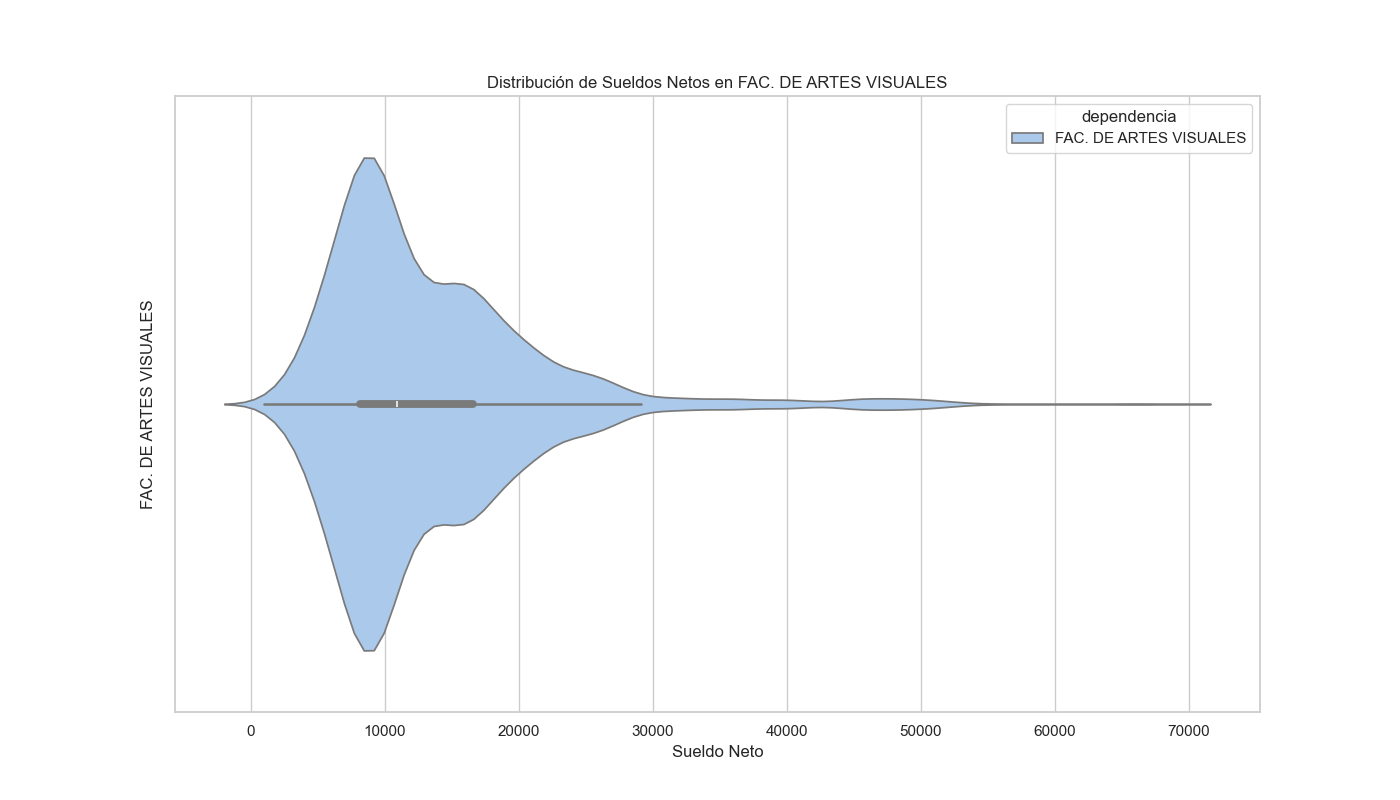 Distribución de Sueldos Netos en FAC. DE ARTES VISUALES
dependencia
FAC. DE ARTES VISUALES
FAC. DE ARTES VISUALES
0 10000 20000 30000 40000 50000 60000 70000
Sueldo Neto